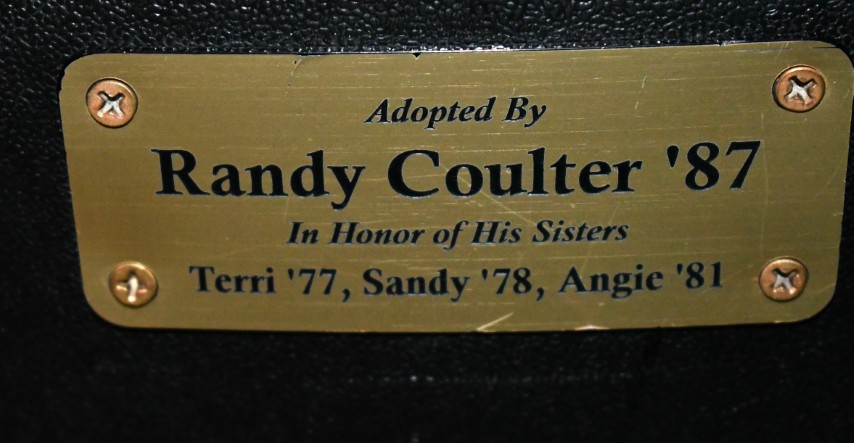 Adopted By
Randy Coulter '87
In Honor of His Sisters
Terri '77, Sandy '78, Angie '81